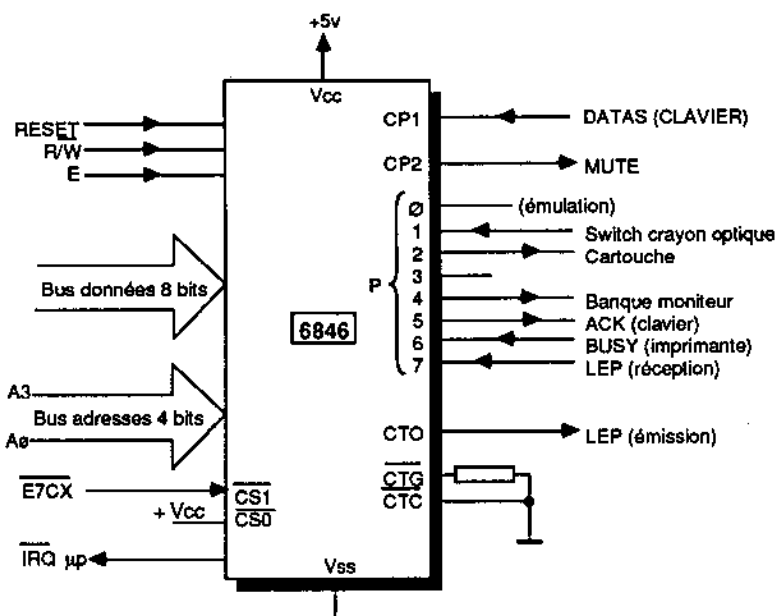 +5v
Vcc
RESET
R/W
E
Bus données 8 bits
A3
Bus adresses 4 bits
Aø
E7CX
+ Vcc
CS1
CS0
IRQ µp
Vss
6846
CP1
DATAS (CLAVIER)
CP2
MUTE
P
Ø
(émulation)
1
Switch crayon optique
2
Cartouche
3
4
Banque moniteur
5
ACK (clavier)
6
BUSY (imprimante)
7
LEP (réception)
CTO
LEP (émission)
CTG
CTC